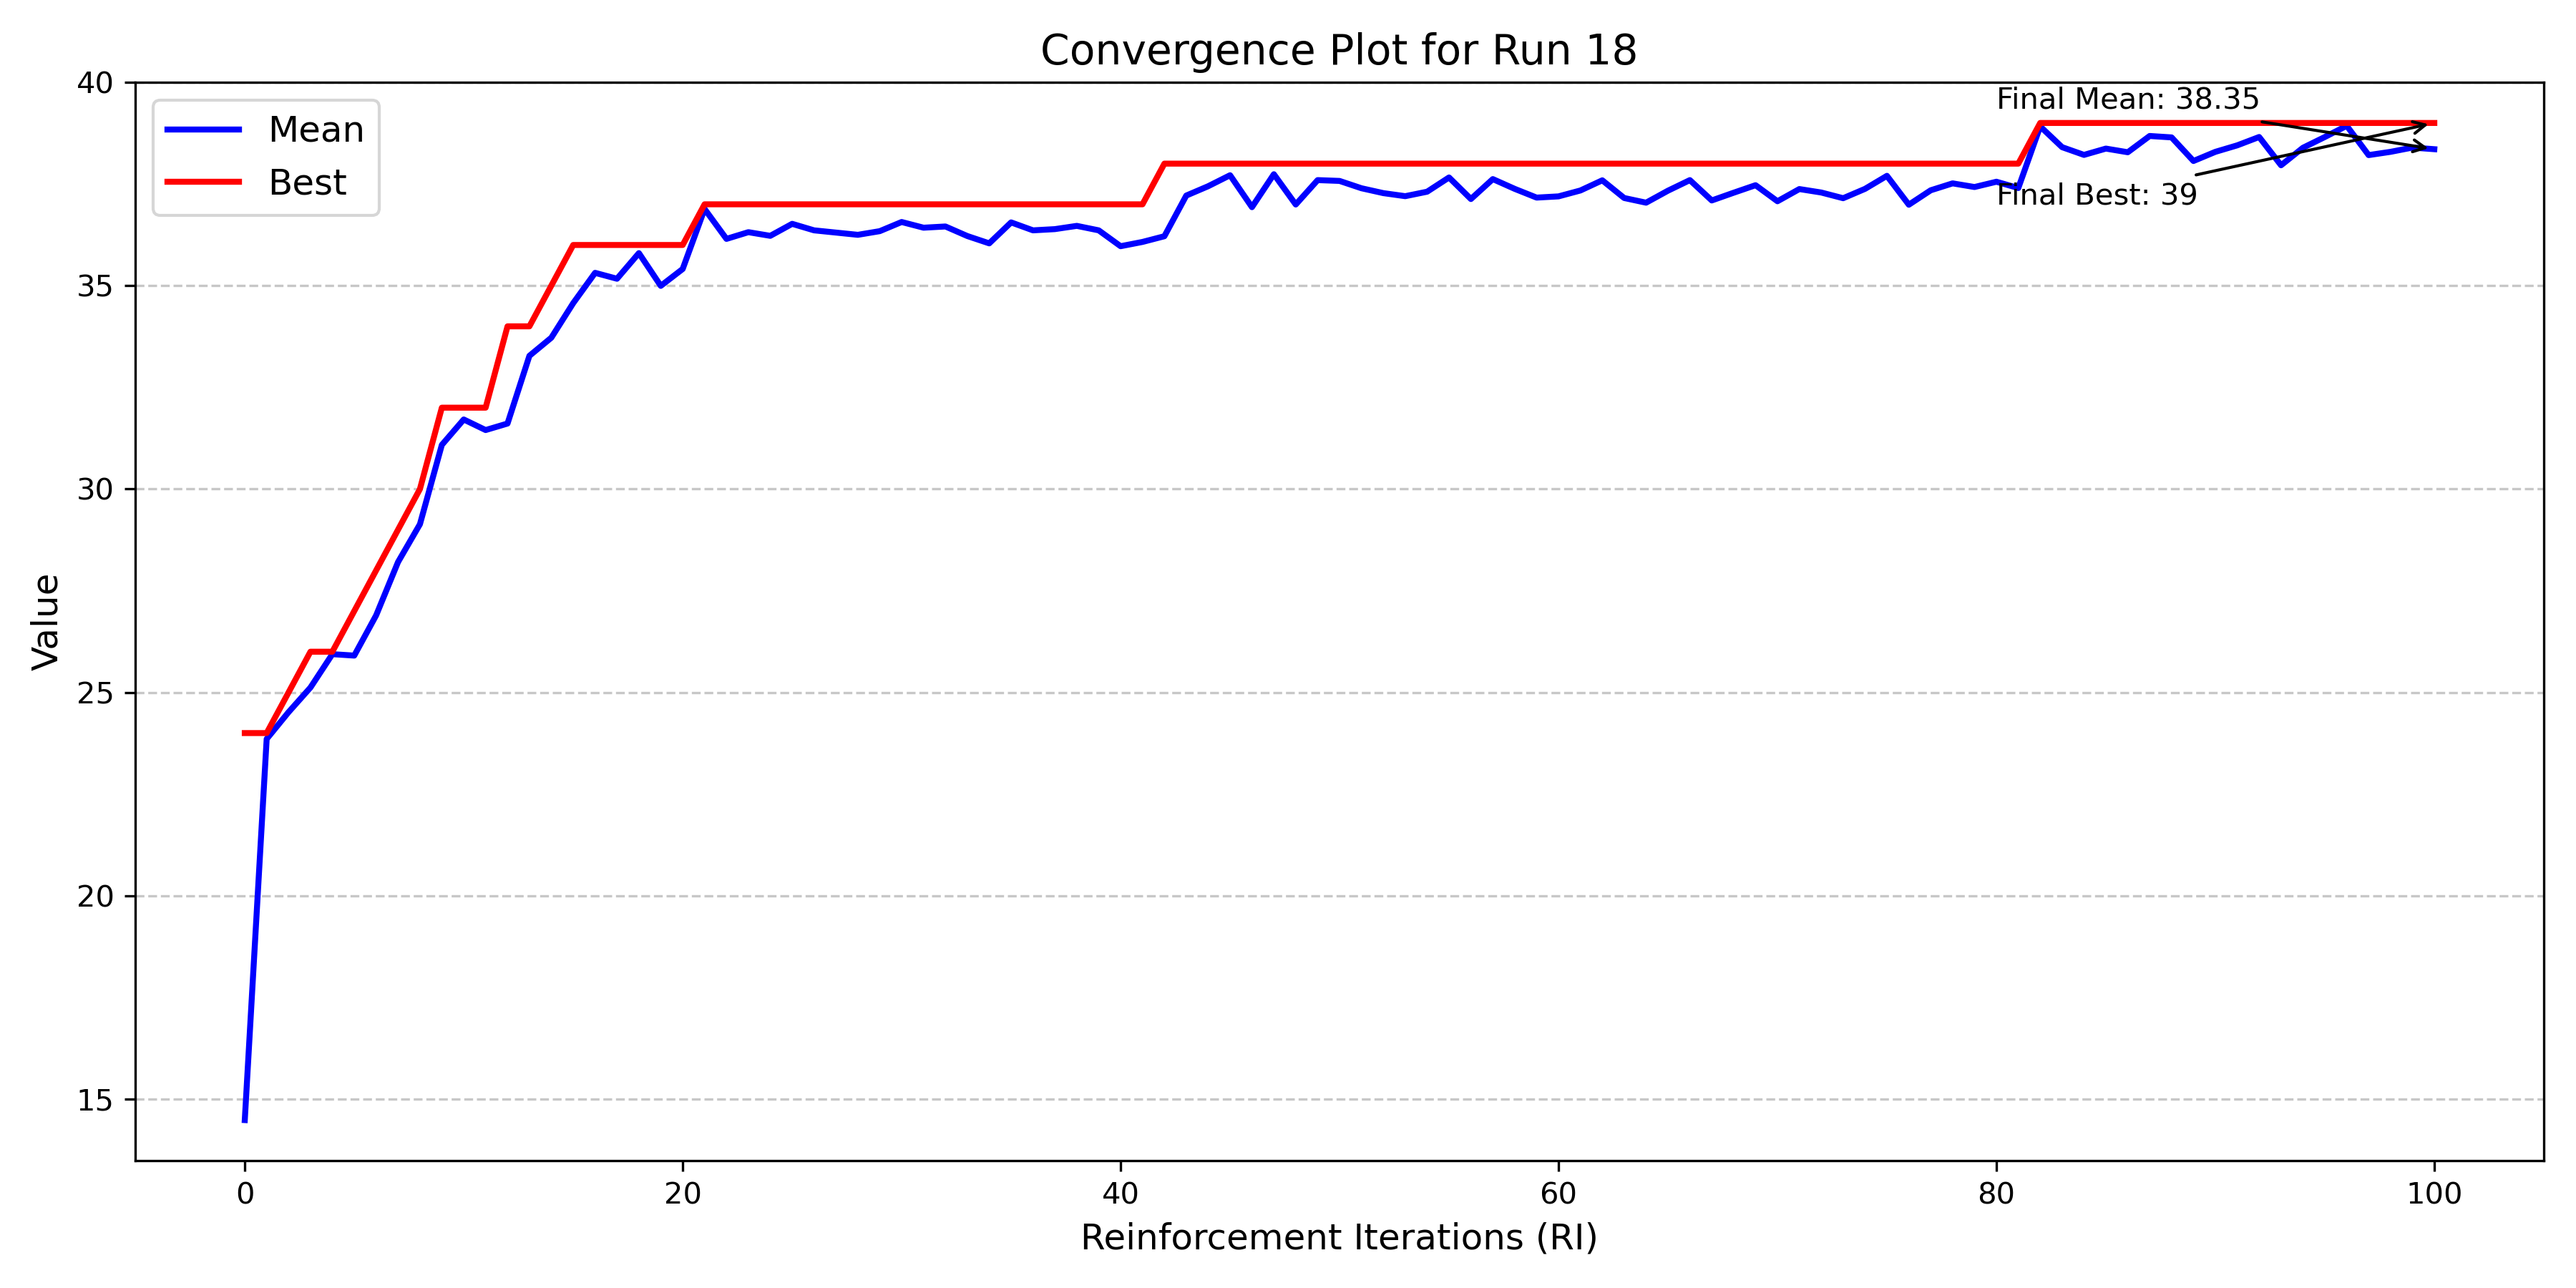 Convergence Plot for Run 18
Mean
Best
Final Mean: 38.35
Final Best: 39
40
35
30
25
20
15
Value
0
20
40
60
80
100
Reinforcement Iterations (RI)